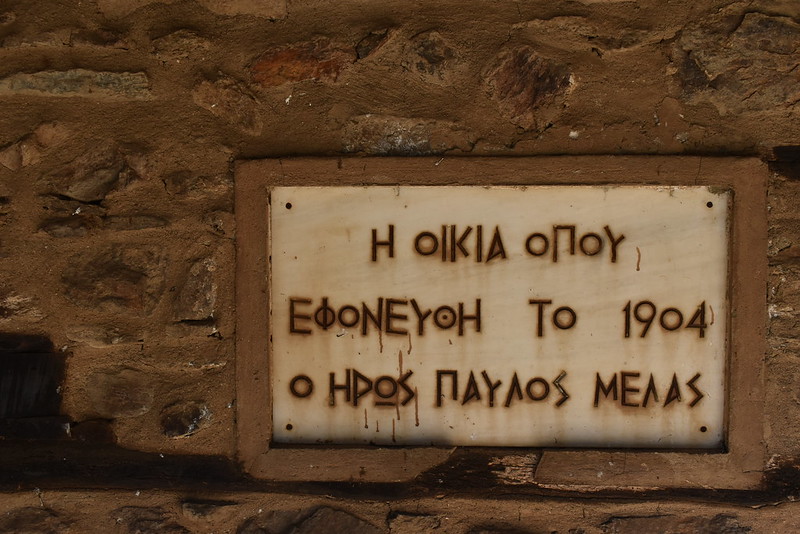 Η ΟΙΚΙΑ ΟΠΟΥ
ΕΦΟΝΕΥΘΗ ΤΟ 1904
Ο ΗΡΩΣ ΠΑΥΛΟΣ ΜΕΛΑΣ